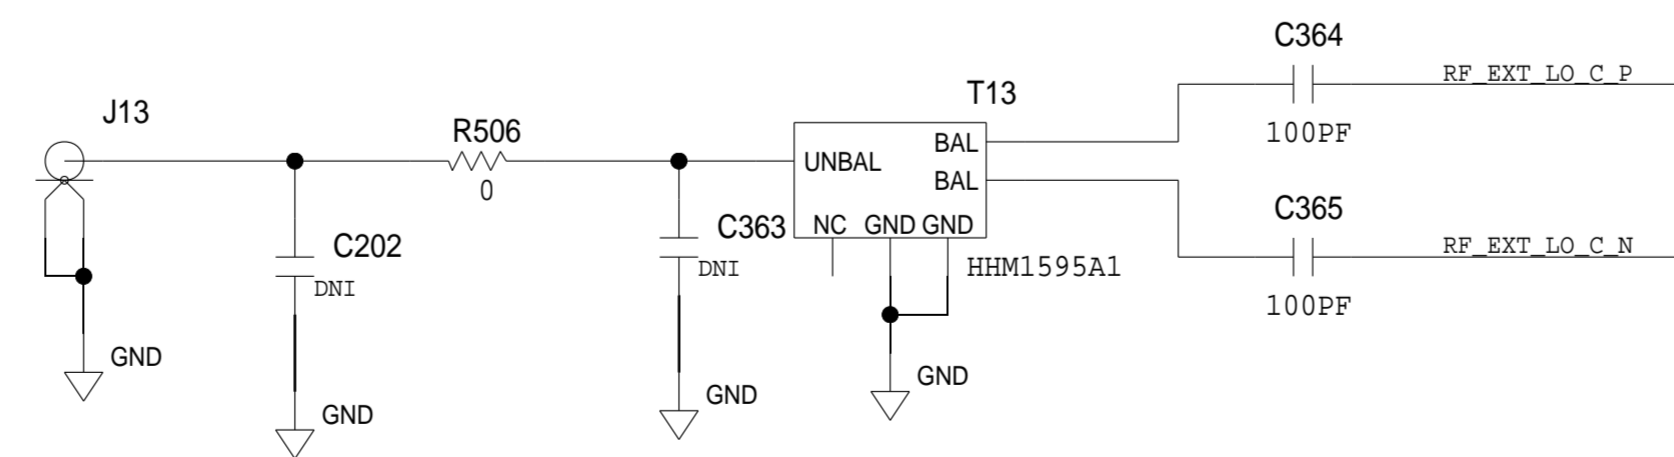 C364
RF_EXT_LO_C_P
T13
J13
R506
100PF
BAL
UNBAL
0
BAL
C365
C363
NC GND GND
C202
RF_EXT_LO_C_N
DNI
HHM1595A1
DNI
100PF
GND
GND
GND
GND